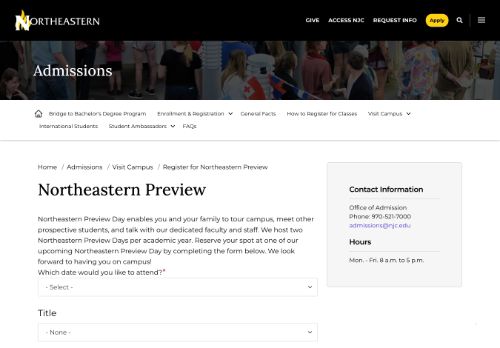 NORTHEASTERN
GIVE ACCESS NJC REQUEST INFO Apply
Admissions
Bridge to Bachelor's Degree Program Enrollment & Registration General Facts How to Register for Classes Visit Campus
International Students Student Ambassadors FAQs
Home / Admissions / Visit Campus / Register for Northeastern Preview
Northeastern Preview
Northeastern Preview Day enables you and your family to tour campus, meet other
prospective students, and talk with our dedicated faculty and staff. We host two
Northeastern Preview Days per academic year. Reserve your spot at one of our
upcoming Northeastern Preview Day by completing the form below. We look
forward to having you on campus!
Which date would you like to attend?*
- Select -
Title
- None -
Contact Information
Office of Admission
Phone: 970-521-7000
admissions@njc.edu
Hours
Mon. - Fri. 8 a.m. to 5 p.m.